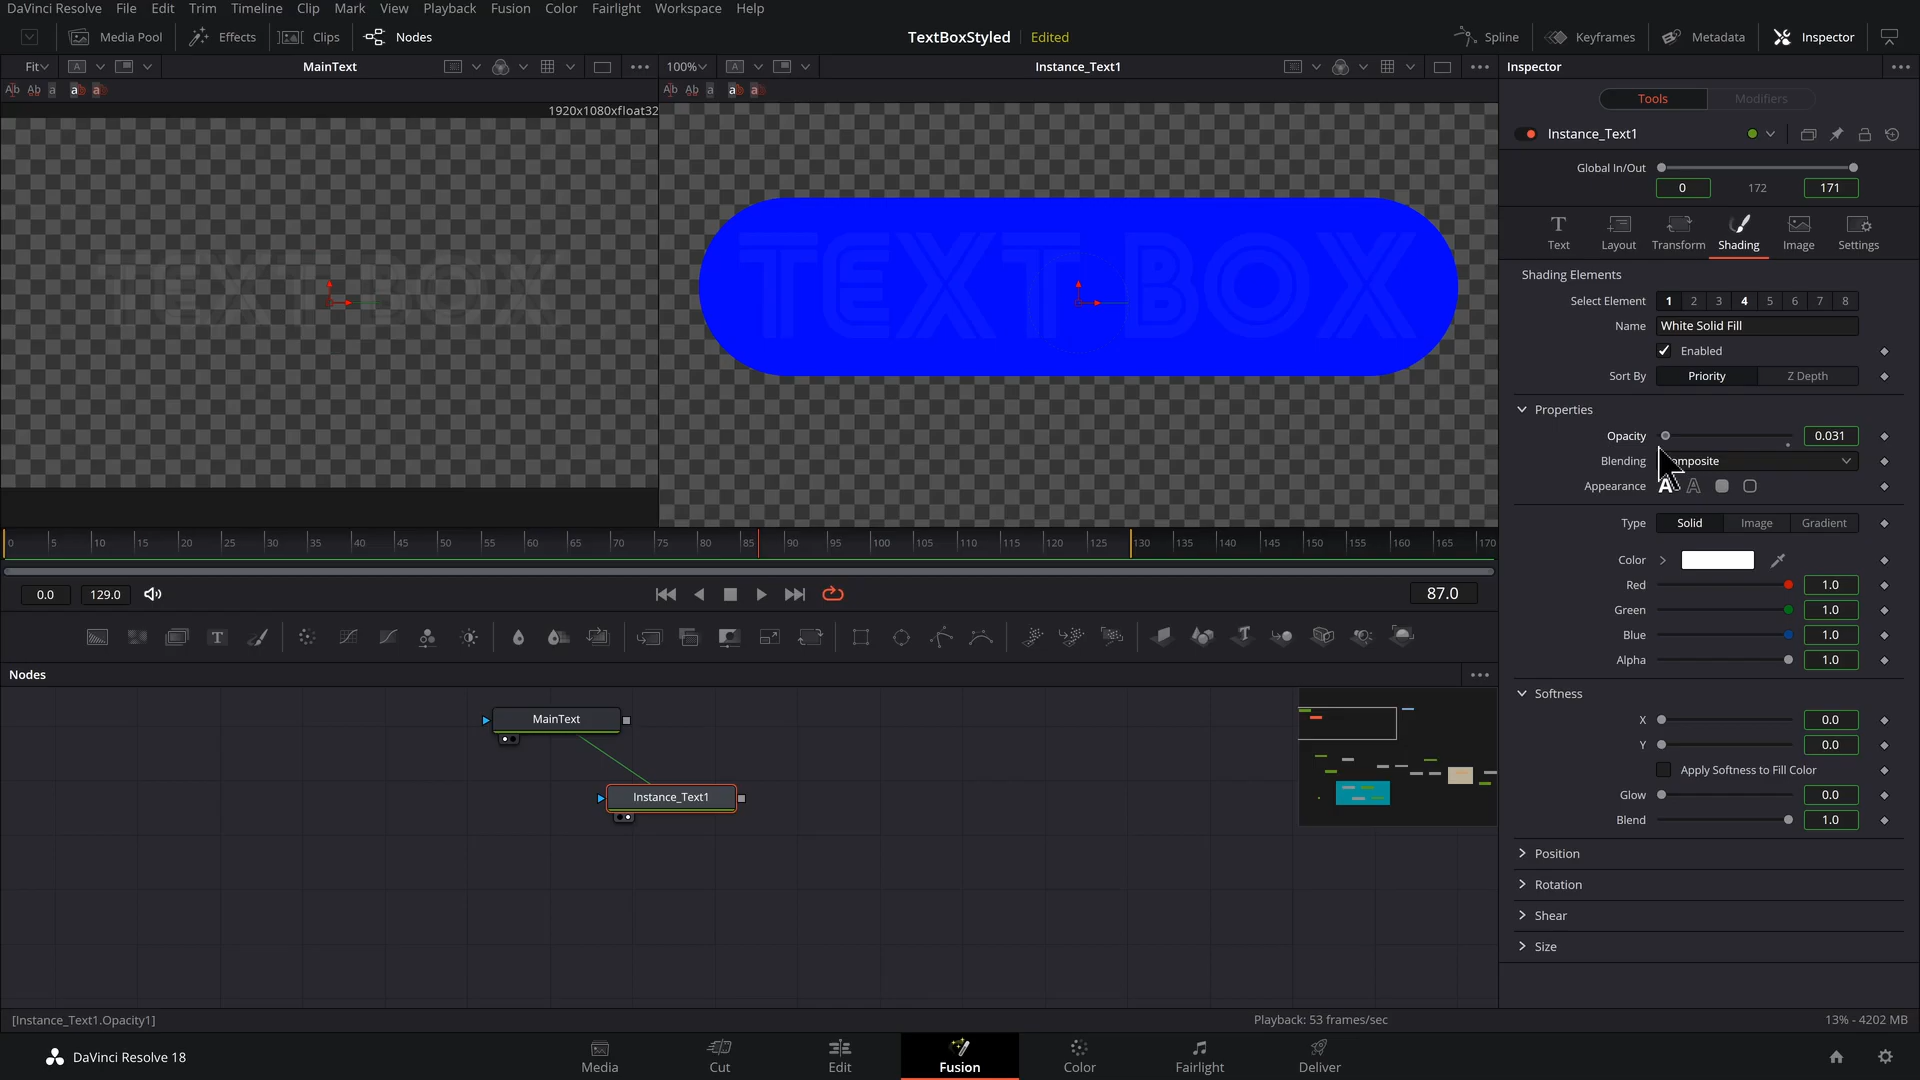 DaVinci Resolve File Edit Trim Timeline Clip Mark View Playback Fusion Color Fairlight Workspace Help
Media Pool Effects Clips Nodes TextBoxStyled Edited Spline Keyframes Metadata Inspector
Fit MainText 100% Instance_Text1 Inspector
1920x1080xfloat32
TEXT BOX
TEXT BOX
Tools Modifiers
Instance_Text1
Global In/Out
0 172 171
Text Layout Transform Shading Image Settings
Shading Elements
Select Element 1 2 3 4 5 6 7 8
Name White Solid Fill
Enabled
Sort By Priority Z Depth
Properties
Opacity 0.031
Blending omposite
Appearance
Type Solid Image Gradient
Color
Red 1.0
Green 1.0
Blue 1.0
Alpha 1.0
Softness
X 0.0
Y 0.0
Apply Softness to Fill Color
Glow 0.0
Blend 1.0
Position
Rotation
Shear
Size
0 5 10 15 20 25 30 35 40 45 50 55 60 65 70 75 80 85 90 95 100 105 110 115 120 125 130 135 140 145 150 155 160 165 170
0.0 129.0 87.0
Nodes
MainText
Instance_Text1
[Instance_Text1.Opacity1] Playback: 53 frames/sec 13% - 4202 MB
DaVinci Resolve 18 Media Cut Edit Fusion Color Fairlight Deliver